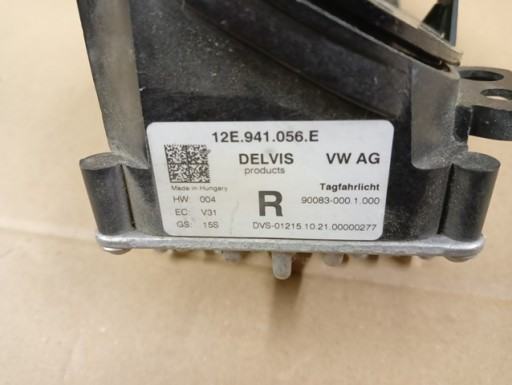 12E.941.056.E
DELVIS VW AG
products
Made in Hungary Tagfahrlicht
HW: 004 R 90083-000.1.000
EC: V31
GS: 15S DVS-01215.10.21.00000277